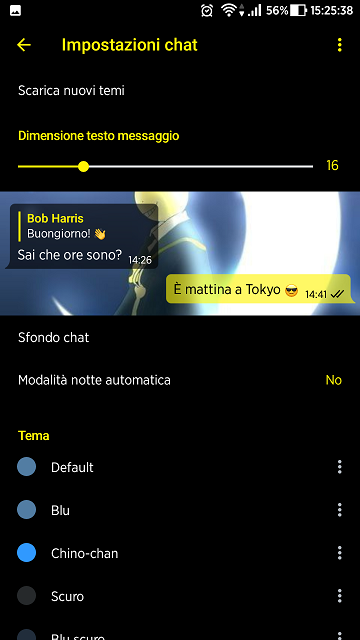 56% 15:25:38
Impostazioni chat
Scarica nuovi temi
Dimensione testo messaggio
16
Bob Harris
Buongiorno! 👋
Sai che ore sono? 14:26
È mattina a Tokyo 😎 14:41
Sfondo chat
Modalità notte automatica No
Tema
Default
Blu
Chino-chan
Scuro
Blu scuro